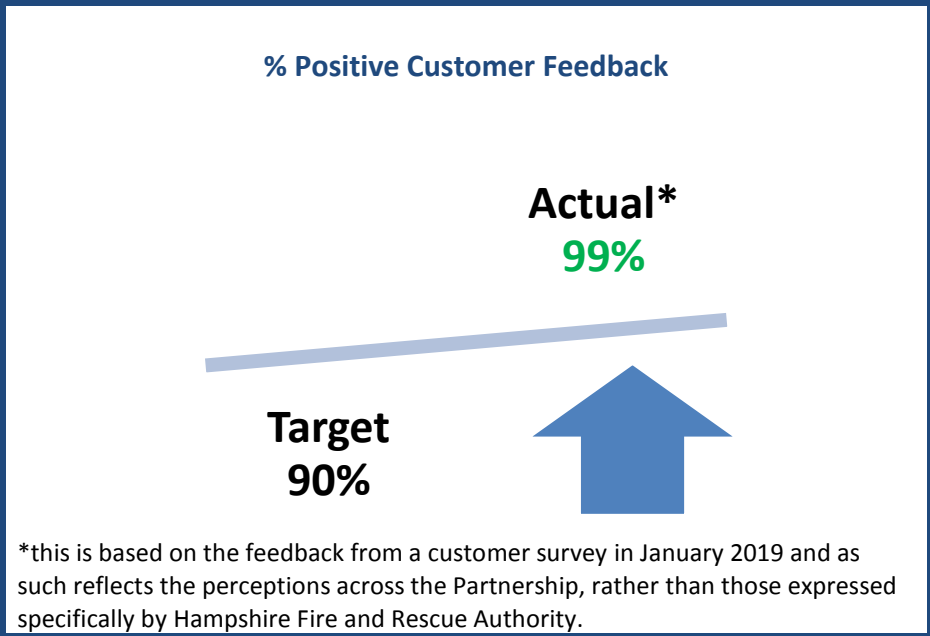 % Positive Customer Feedback
Actual*
99%
Target
90%
*this is based on the feedback from a customer survey in January 2019 and as
such reflects the perceptions across the Partnership, rather than those expressed
specifically by Hampshire Fire and Rescue Authority.